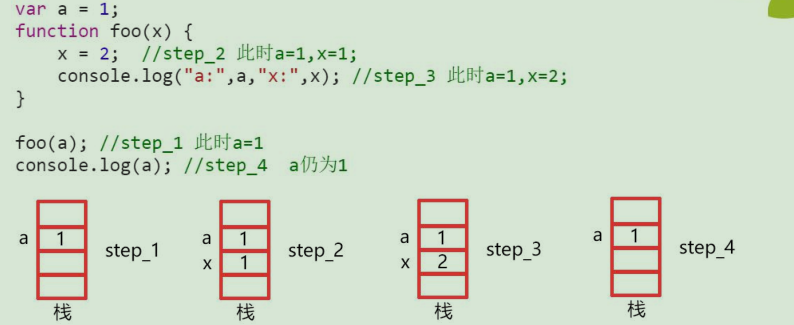 var a = 1;
function foo(x) {
    x = 2;  //step_2 此时a=1,x=1;
    console.log("a:",a,"x:",x); //step_3 此时a=1,x=2;
}
foo(a); //step_1 此时a=1
console.log(a); //step_4  a仍为1
a 1 step_1 a 1 step_2 a 1 step_3 a 1 step_4
x 1 x 2
栈 栈 栈 栈